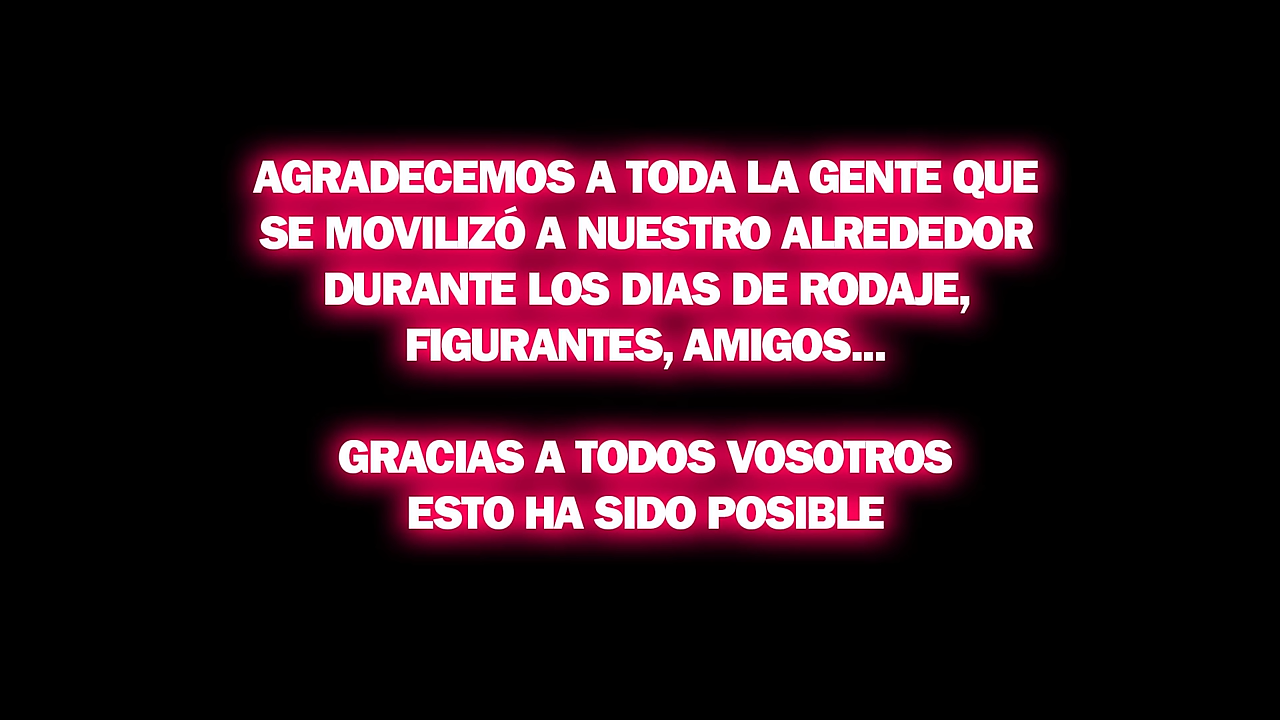 AGRADECEMOS A TODA LA GENTE QUE
SE MOVILIZÓ A NUESTRO ALREDEDOR
DURANTE LOS DIAS DE RODAJE,
FIGURANTES, AMIGOS...
GRACIAS A TODOS VOSOTROS
ESTO HA SIDO POSIBLE